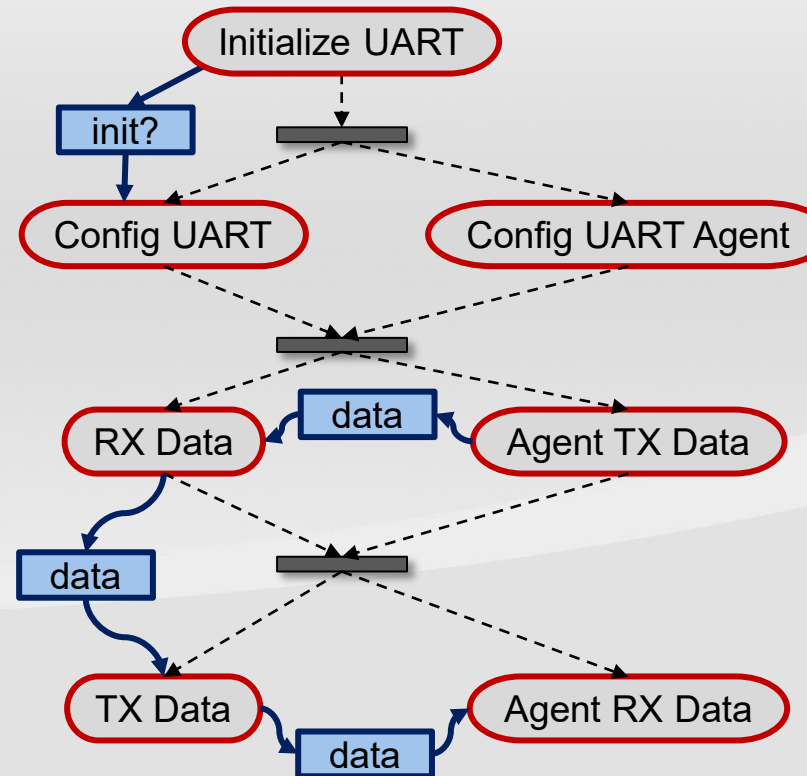 Initialize UART
init?
Config UART
Config UART Agent
data
RX Data
Agent TX Data
data
TX Data
Agent RX Data
data